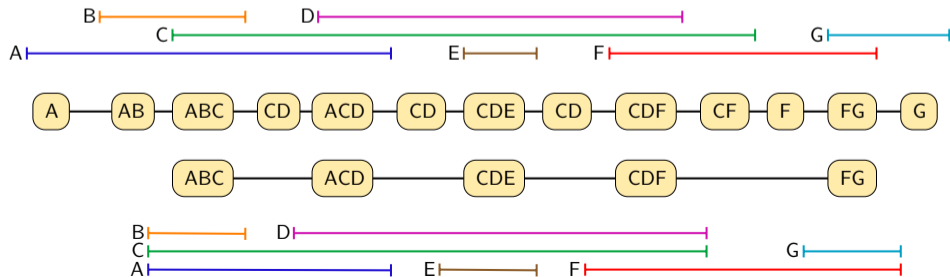 B D
C G
A E F
A AB ABC CD ACD CD CDE CD CDF CF F FG G
ABC ACD CDE CDF FG
B D
C G
A E F